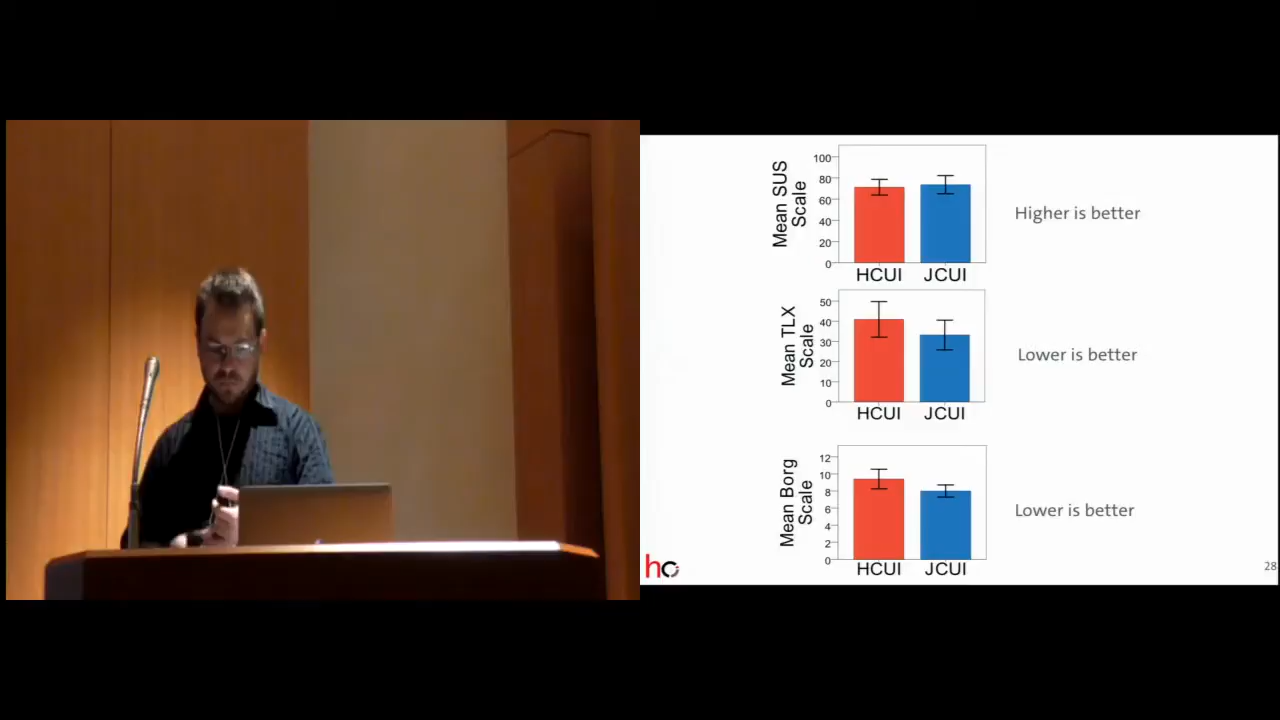 Mean SUS
Scale
100
80
60
40
20
0
HCUI JCUI
Higher is better
Mean TLX
Scale
50
40
30
20
10
0
HCUI JCUI
Lower is better
Mean Borg
Scale
12
10
8
6
4
2
0
HCUI JCUI
Lower is better
hc
28